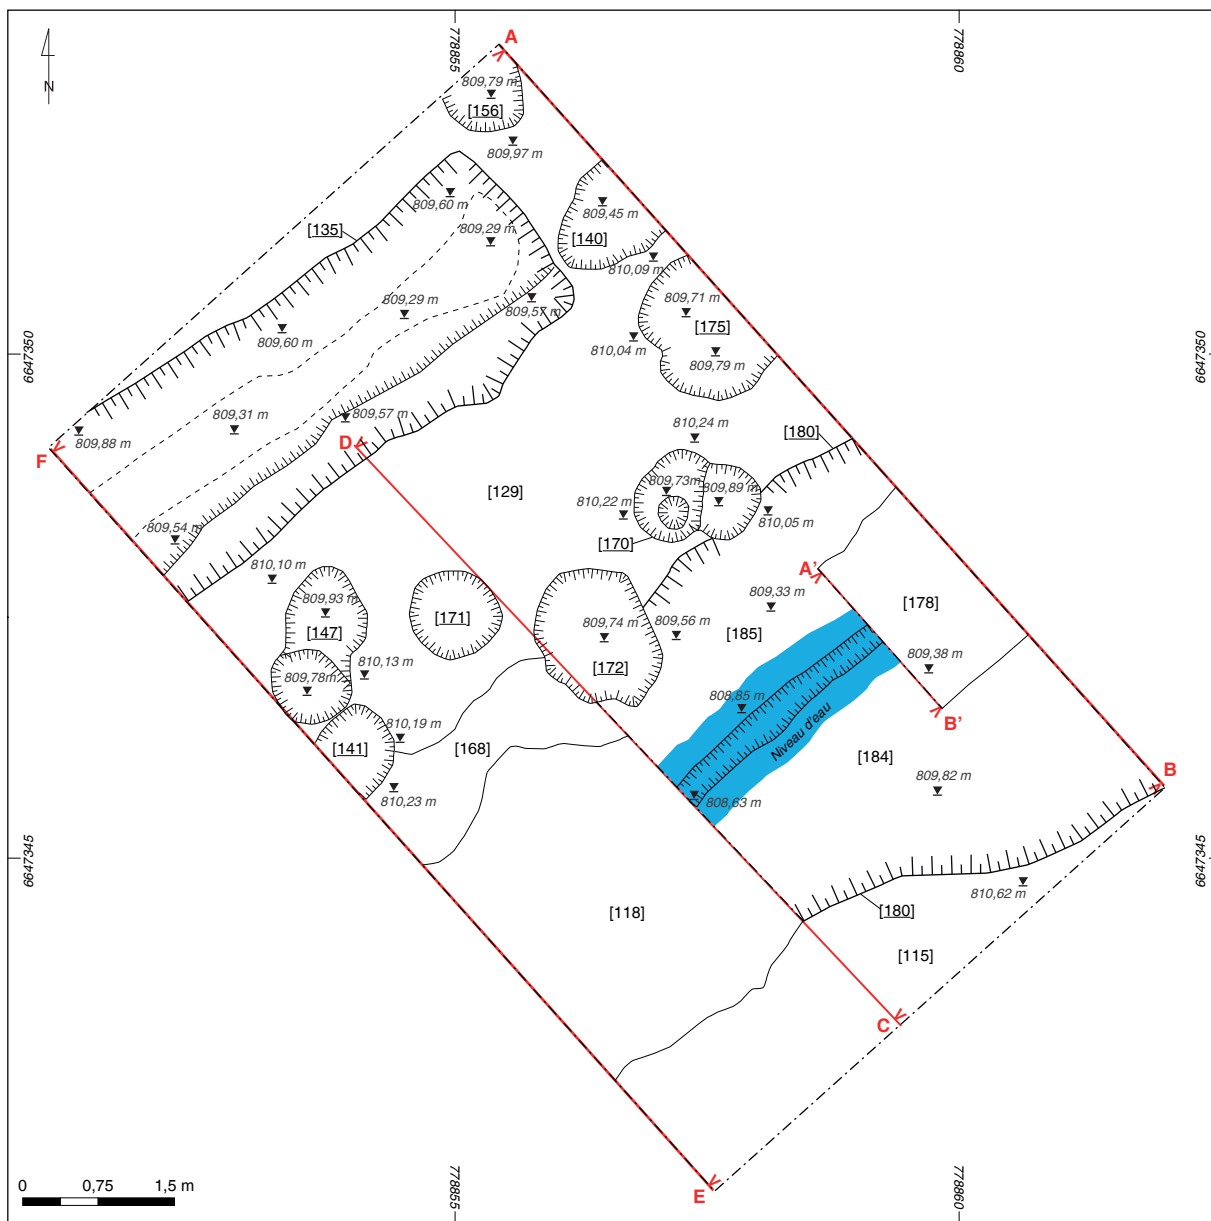 778855
778860
A
N
809,79 m
[156]
809,97 m
809,60 m
[135]
809,45 m
809,29 m
[140]
810,09 m
809,57 m
809,29 m
809,71 m
[175]
809,60 m
810,04 m
809,79 m
6647350
6647350
809,31 m
809,57 m
809,88 m
D
F
810,24 m
[180]
[129]
809,73m
809,89 m
810,22 m
810,05 m
809,54 m
[170]
810,10 m
A'
809,93 m
[171]
[147]
809,74 m
809,56 m
809,33 m
[178]
[185]
810,13 m
[172]
809,38 m
809,78m
808,85 m
810,19 m
[141]
[168]
Niveau d'eau
B'
[184]
809,82 m
B
810,23 m
808,63 m
6647345
6647345
810,62 m
[118]
[180]
[115]
C
778855
778860
E
0 0,75 1,5 m